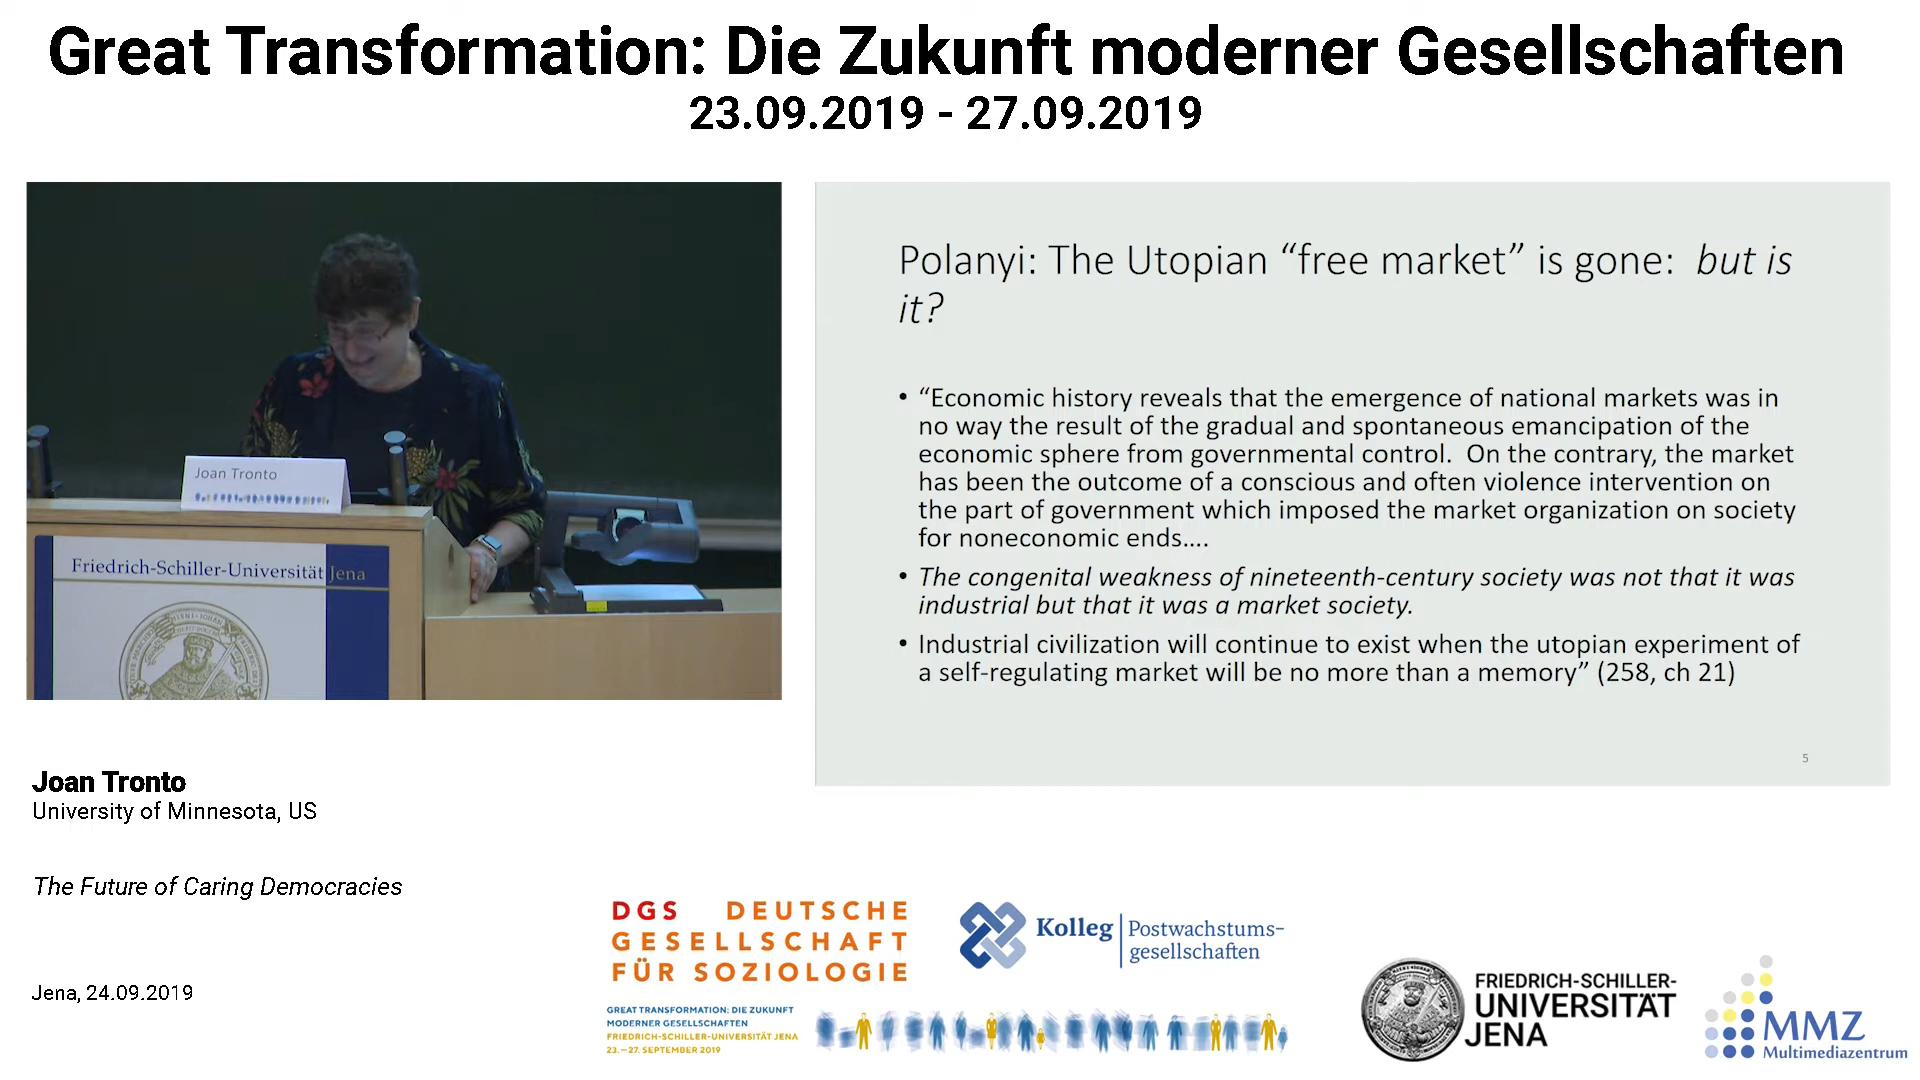 Great Transformation: Die Zukunft moderner Gesellschaften
23.09.2019 - 27.09.2019
Joan Tronto
Friedrich-Schiller-Universität Jena
Polanyi: The Utopian “free market” is gone: but is
it?
• “Economic history reveals that the emergence of national markets was in
no way the result of the gradual and spontaneous emancipation of the
economic sphere from governmental control. On the contrary, the market
has been the outcome of a conscious and often violence intervention on
the part of government which imposed the market organization on society
for noneconomic ends….
• The congenital weakness of nineteenth-century society was not that it was
industrial but that it was a market society.
• Industrial civilization will continue to exist when the utopian experiment of
a self-regulating market will be no more than a memory” (258, ch 21)
5
Joan Tronto
University of Minnesota, US
The Future of Caring Democracies
Jena, 24.09.2019
DGS DEUTSCHE
GESELLSCHAFT
FÜR SOZIOLOGIE
GREAT TRANSFORMATION: DIE ZUKUNFT
MODERNER GESELLSCHAFTEN
FRIEDRICH-SCHILLER-UNIVERSITÄT JENA
23.—27. SEPTEMBER 2019
Kolleg
Postwachstums-
gesellschaften
FRIEDRICH-SCHILLER-
UNIVERSITÄT
JENA
MMZ
Multimediazentrum